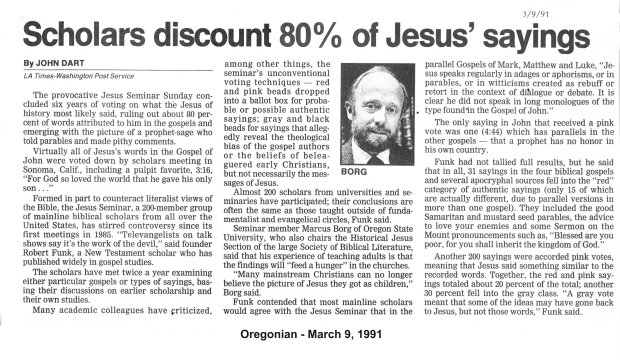 3/9/91
Scholars discount 80% of Jesus' sayings
By JOHN DART
LA Times-Washington Post Service
The provocative Jesus Seminar Sunday con-
cluded six years of voting on what the Jesus of
history most likely said, ruling out about 80 per-
cent of words attributed to him in the gospels and
emerging with the picture of a prophet-sage who
told parables and made pithy comments.
Virtually all of Jesus's words in the Gospel of
John were voted down by scholars meeting in
Sonoma, Calif., including a pulpit favorite, 3:16,
"For God so loved the world that he gave his only
son . . ."
Formed in part to counteract literalist views of
the Bible, the Jesus Seminar, a 200-member group
of mainline biblical scholars from all over the
United States, has stirred controversy since its
first meetings in 1985. "Televangelists on talk
shows say it's the work of the devil," said founder
Robert Funk, a New Testament scholar who has
published widely on gospel studies.
The scholars have met twice a year examining
either particular gospels or types of sayings, bas-
ing their discussions on earlier scholarship and
their own studies.
Many academic colleagues have criticized,
among other things, the
seminar's unconventional
voting techniques — red
and pink beads dropped
into a ballot box for proba-
ble or possible authentic
sayings; gray and black
beads for sayings that alleg-
edly reveal the theological
bias of the gospel authors
or the beliefs of belea-
guered early Christians,
but not necessarily the mes-
sages of Jesus.
Almost 200 scholars from universities and se-
minaries have participated; their conclusions are
often the same as those taught outside of funda-
mentalist and evangelical circles, Funk said.
Seminar member Marcus Borg of Oregon State
University, who also chairs the Historical Jesus
Section of the large Society of Biblical Literature,
said that his experience of teaching adults is that
the findings will "feed a hunger" in the churches.
"Many mainstream Christians can no longer
believe the picture of Jesus they got as children,"
Borg said.
Funk contended that most mainline scholars
would agree with the Jesus Seminar that in the
BORG
parallel Gospels of Mark, Matthew and Luke, "Je-
sus speaks regularly in adages or aphorisms, or in
parables, or in witticisms created as rebuff or
retort in the context of dialogue or debate. It is
clear he did not speak in long monologues of the
type found in the Gospel of John."
The only saying in John that received a pink
vote was one (4:44) which has parallels in the
other gospels — that a prophet has no honor in
his own country.
Funk had not tallied full results, but he said
that in all, 31 sayings in the four biblical gospels
and several apocryphal sources fell into the "red"
category of authentic sayings (only 15 of which
are actually different, due to parallel versions in
more than one gospel). They included the good
Samaritan and mustard seed parables, the advice
to love your enemies and some Sermon on the
Mount pronouncements such as, "Blessed are you
poor, for you shall inherit the kingdom of God."
Another 200 sayings were accorded pink votes,
meaning that Jesus said something similar to the
recorded words. Together, the red and pink say-
ings totaled about 20 percent of the total; another
30 percent fell into the gray class. "A gray vote
meant that some of the ideas may have gone back
to Jesus, but not those words," Funk said.
Oregonian - March 9, 1991